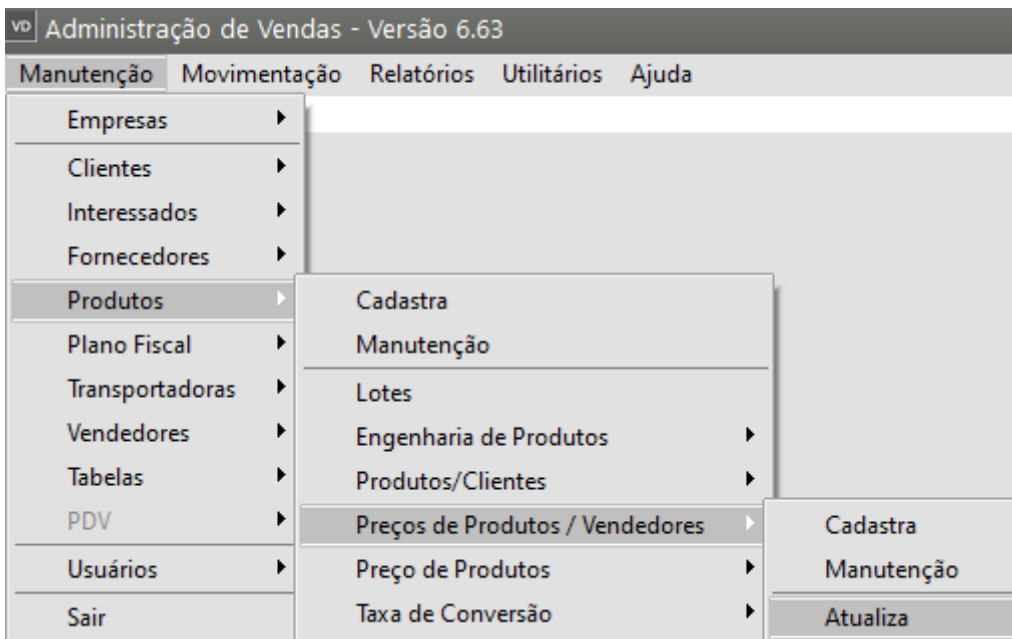 VD Administração de Vendas - Versão 6.63
Manutenção Movimentação Relatórios Utilitários Ajuda
Empresas
Clientes
Interessados
Fornecedores
Produtos
Plano Fiscal
Transportadoras
Vendedores
Tabelas
PDV
Usuários
Sair
Cadastra
Manutenção
Lotes
Engenharia de Produtos
Produtos/Clientes
Preços de Produtos / Vendedores
Preço de Produtos
Taxa de Conversão
Cadastra
Manutenção
Atualiza